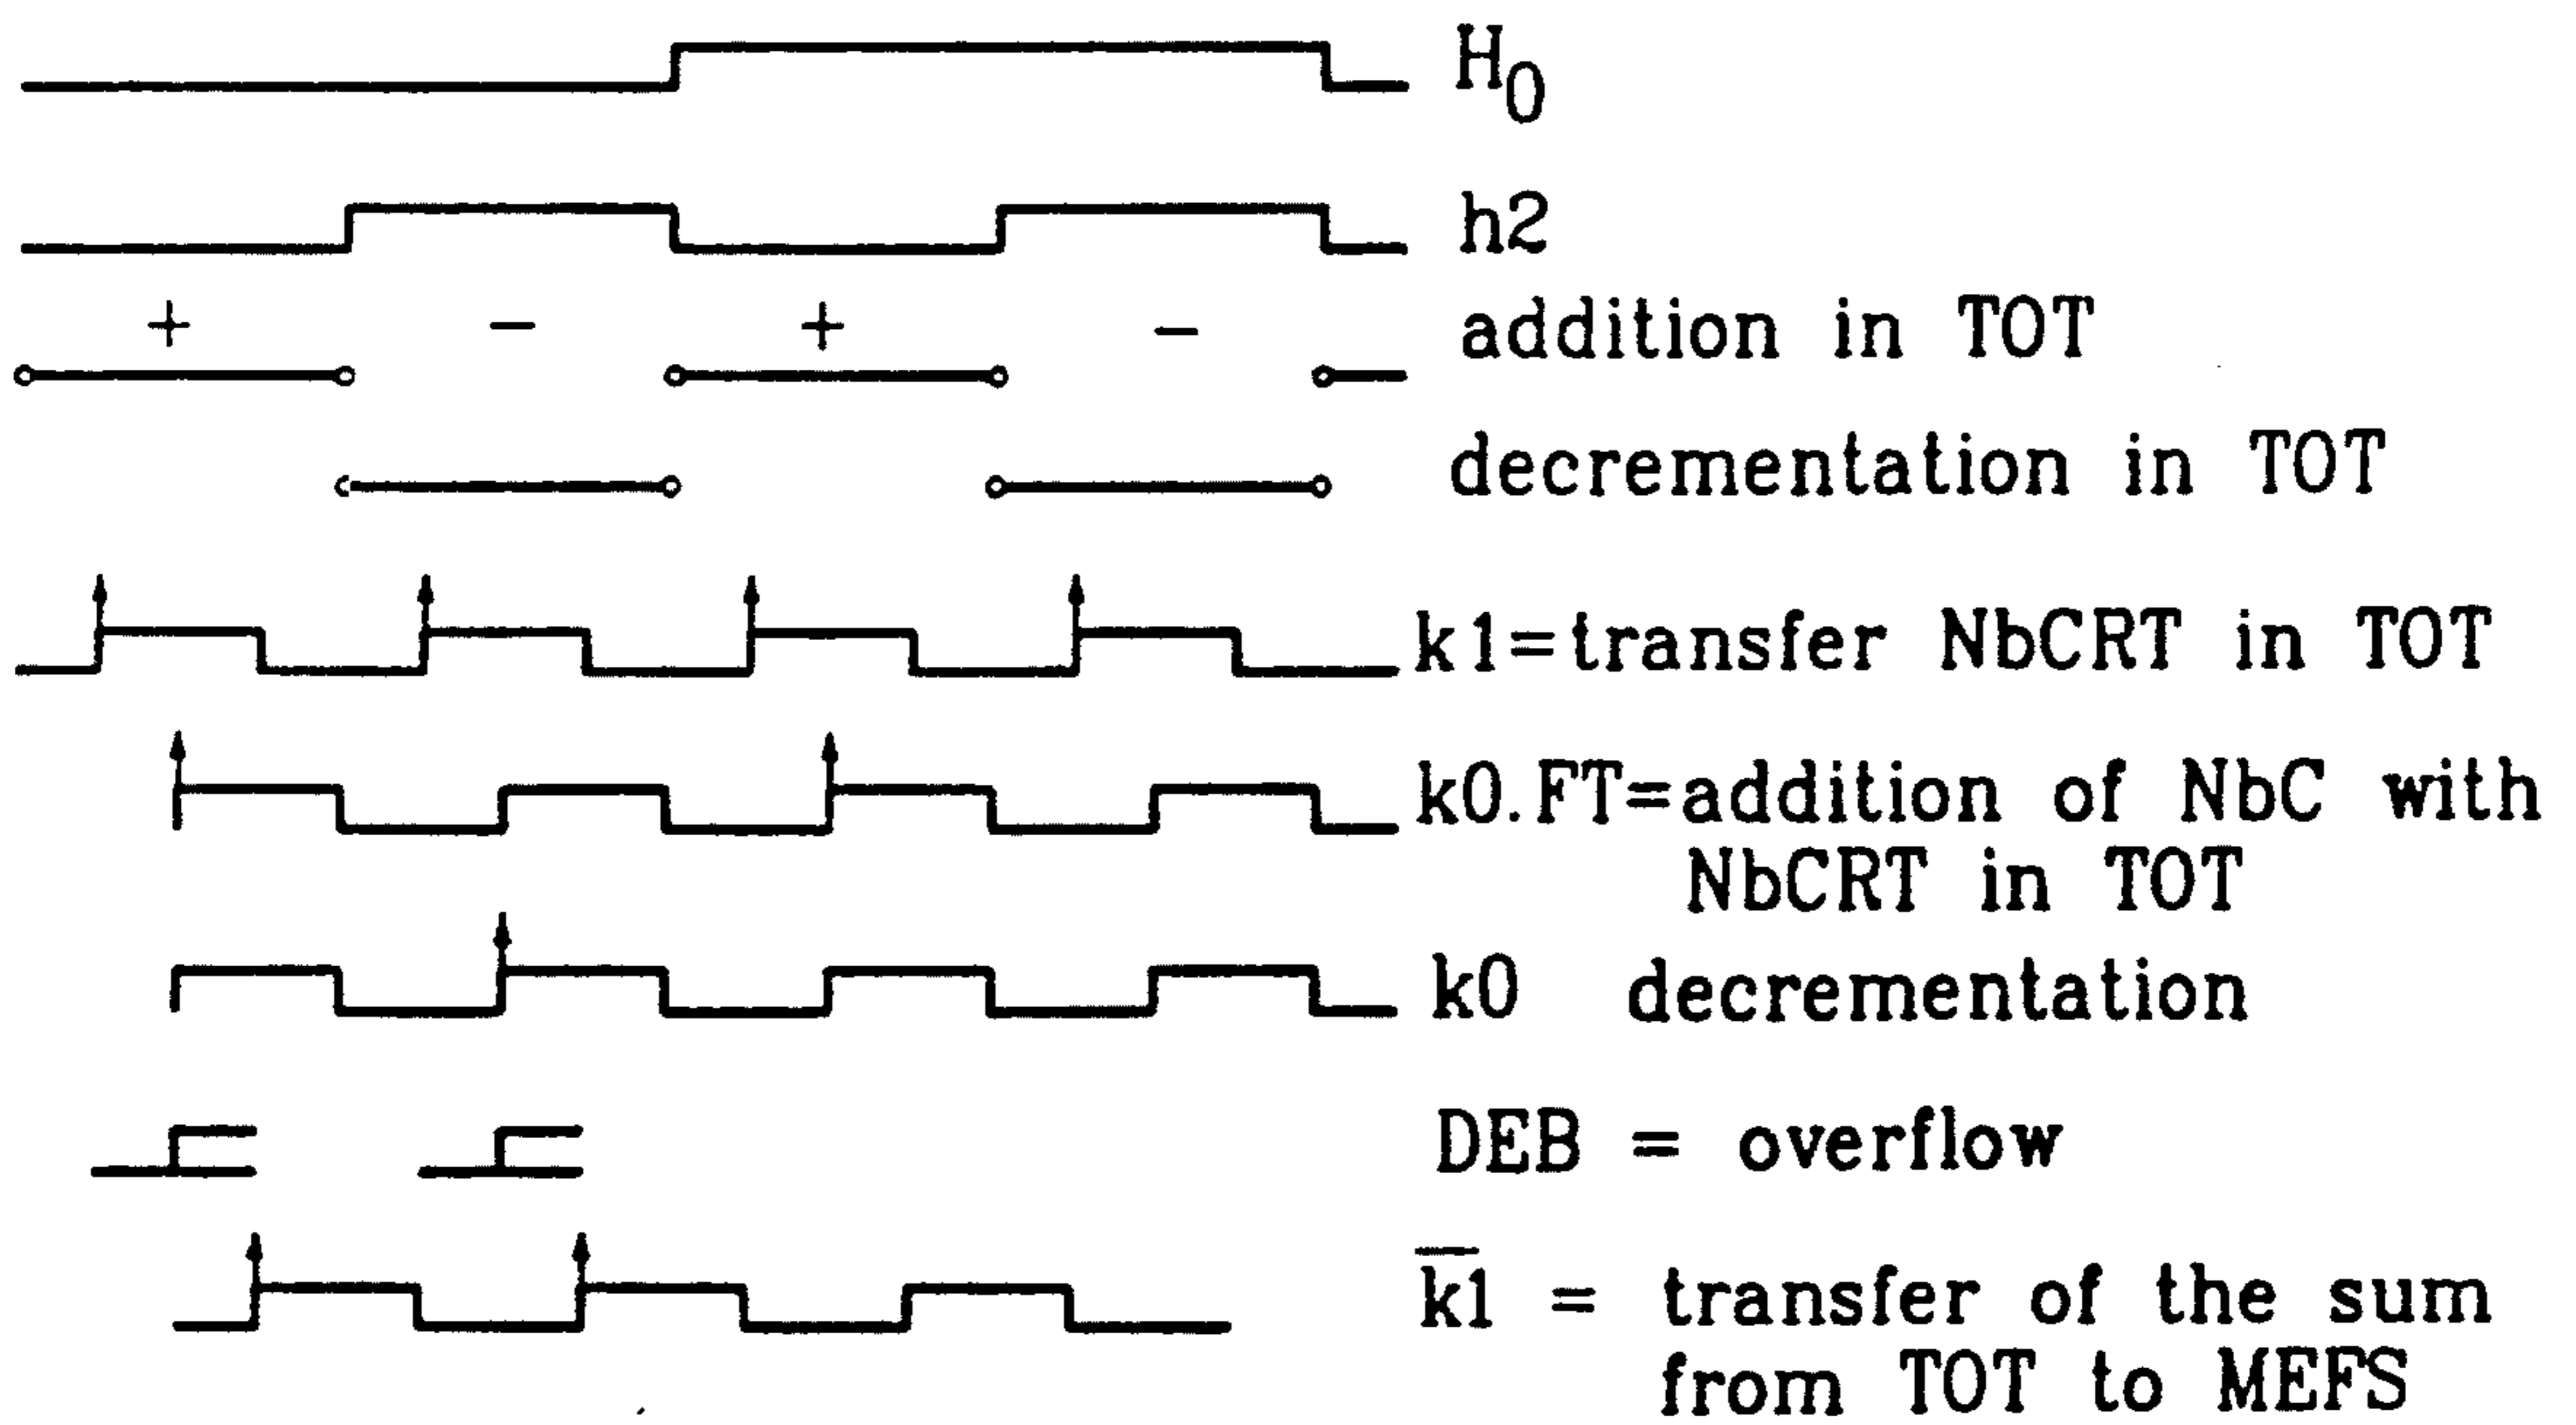 H0
h2
+ − + −
addition in TOT
decrementation in TOT
k1=transfer NbCRT in TOT
k0.FT=addition of NbC with
NbCRT in TOT
k0 decrementation
DEB = overflow
k̅1̅ = transfer of the sum
from TOT to MEFS